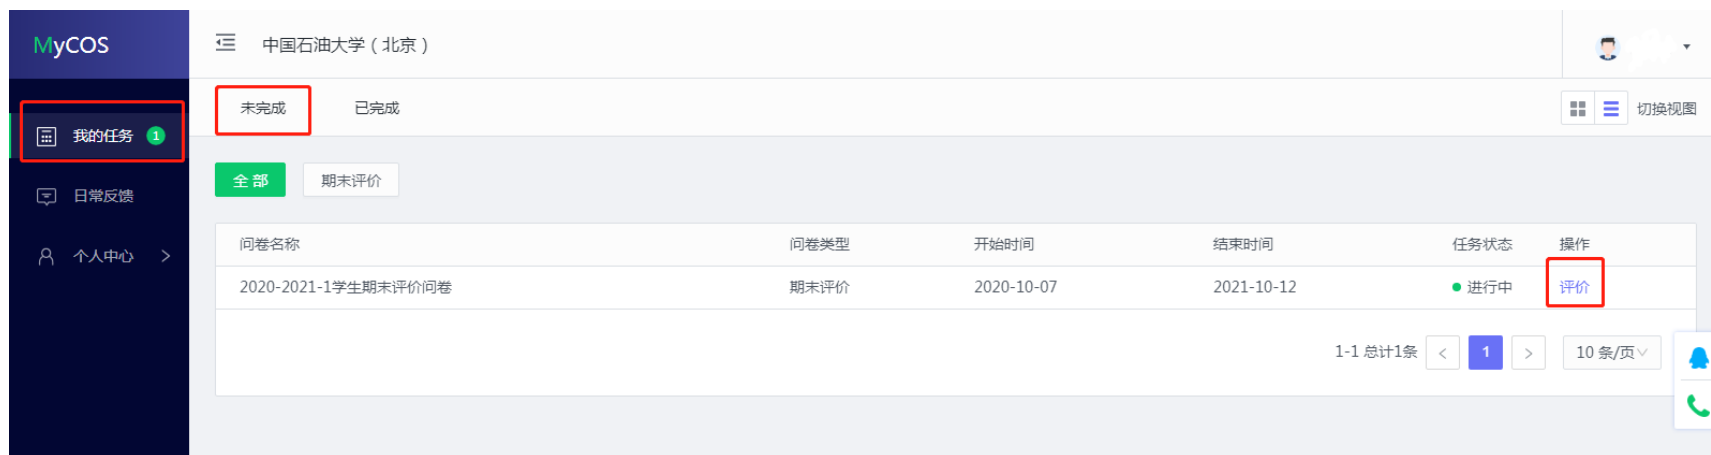 MyCOS
中国石油大学（北京）
未完成 已完成 切换视图
我的任务 1
日常反馈
个人中心 >
全 部 期末评价
问卷名称 问卷类型 开始时间 结束时间 任务状态 操作
2020-2021-1学生期末评价问卷 期末评价 2020-10-07 2021-10-12 进行中 评价
1-1 总计1条 < 1 > 10 条/页